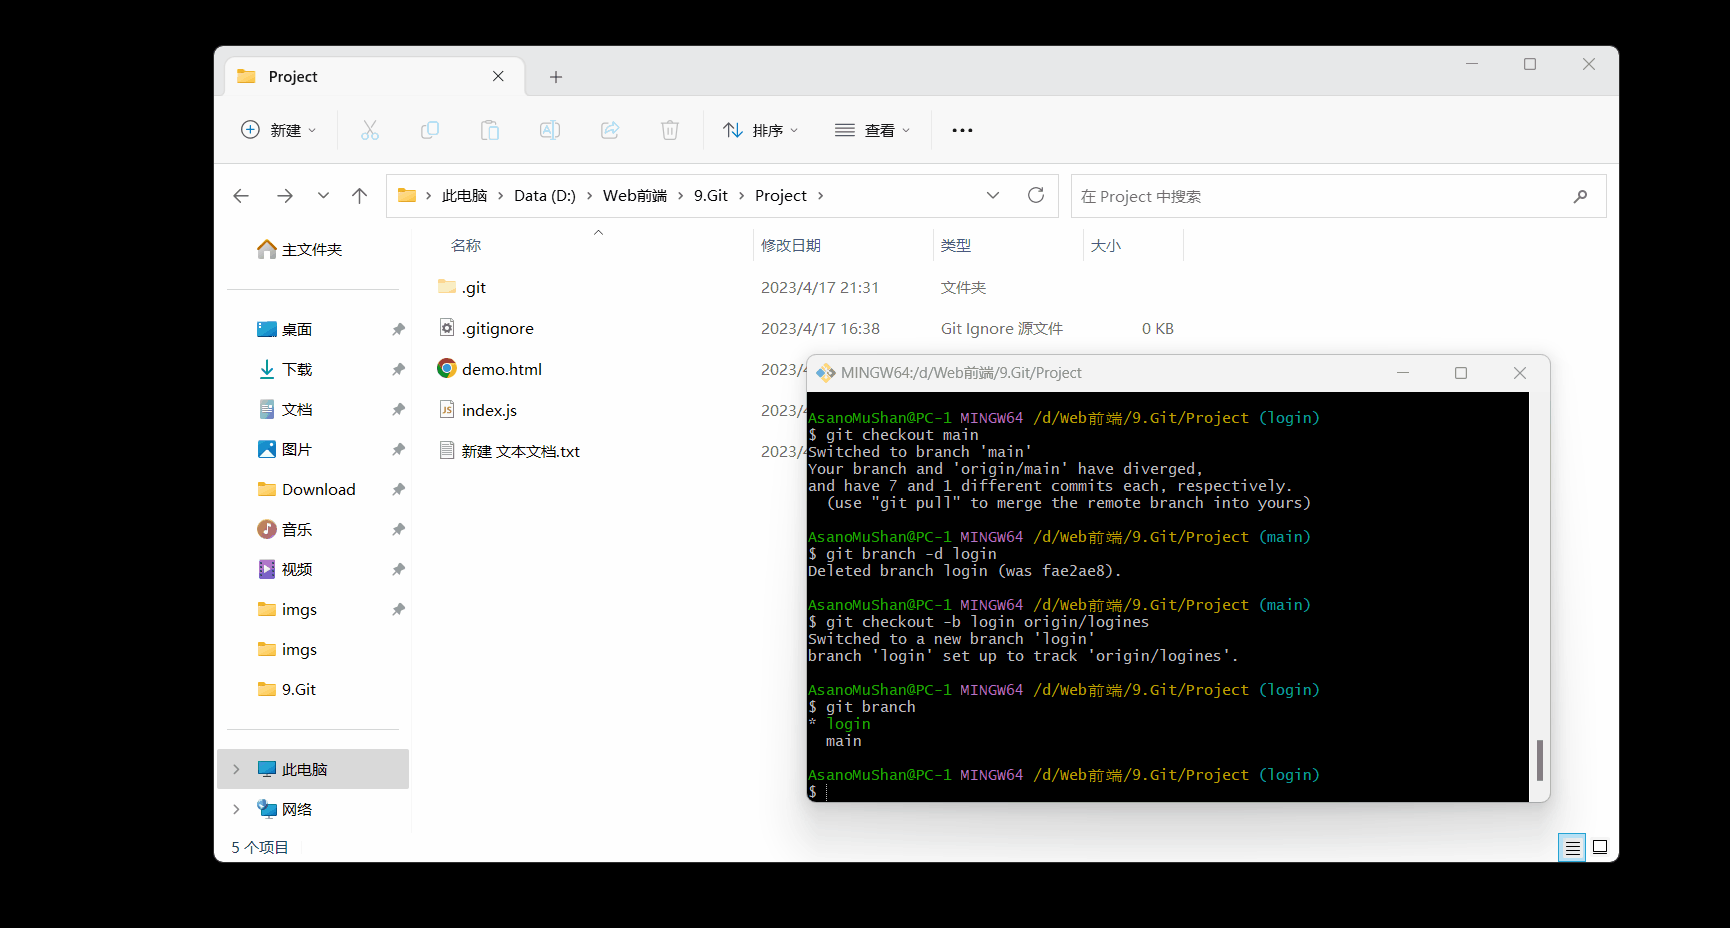 Project
新建
排序
查看
此电脑 Data (D:) Web前端 9.Git Project
在 Project 中搜索
主文件夹
桌面
下载
文档
图片
Download
音乐
视频
imgs
imgs
9.Git
此电脑
网络
名称 修改日期 类型 大小
.git 2023/4/17 21:31 文件夹
.gitignore 2023/4/17 16:38 Git Ignore 源文件 0 KB
demo.html 2023/4
index.js 2023/4
新建 文本文档.txt 2023/4
MINGW64:/d/Web前端/9.Git/Project
AsanoMuShan@PC-1 MINGW64 /d/Web前端/9.Git/Project (login)
$ git checkout main
Switched to branch 'main'
Your branch and 'origin/main' have diverged,
and have 7 and 1 different commits each, respectively.
(use "git pull" to merge the remote branch into yours)
AsanoMuShan@PC-1 MINGW64 /d/Web前端/9.Git/Project (main)
$ git branch -d login
Deleted branch login (was fae2ae8).
AsanoMuShan@PC-1 MINGW64 /d/Web前端/9.Git/Project (main)
$ git checkout -b login origin/logines
Switched to a new branch 'login'
branch 'login' set up to track 'origin/logines'.
AsanoMuShan@PC-1 MINGW64 /d/Web前端/9.Git/Project (login)
$ git branch
* login
main
AsanoMuShan@PC-1 MINGW64 /d/Web前端/9.Git/Project (login)
$
5 个项目